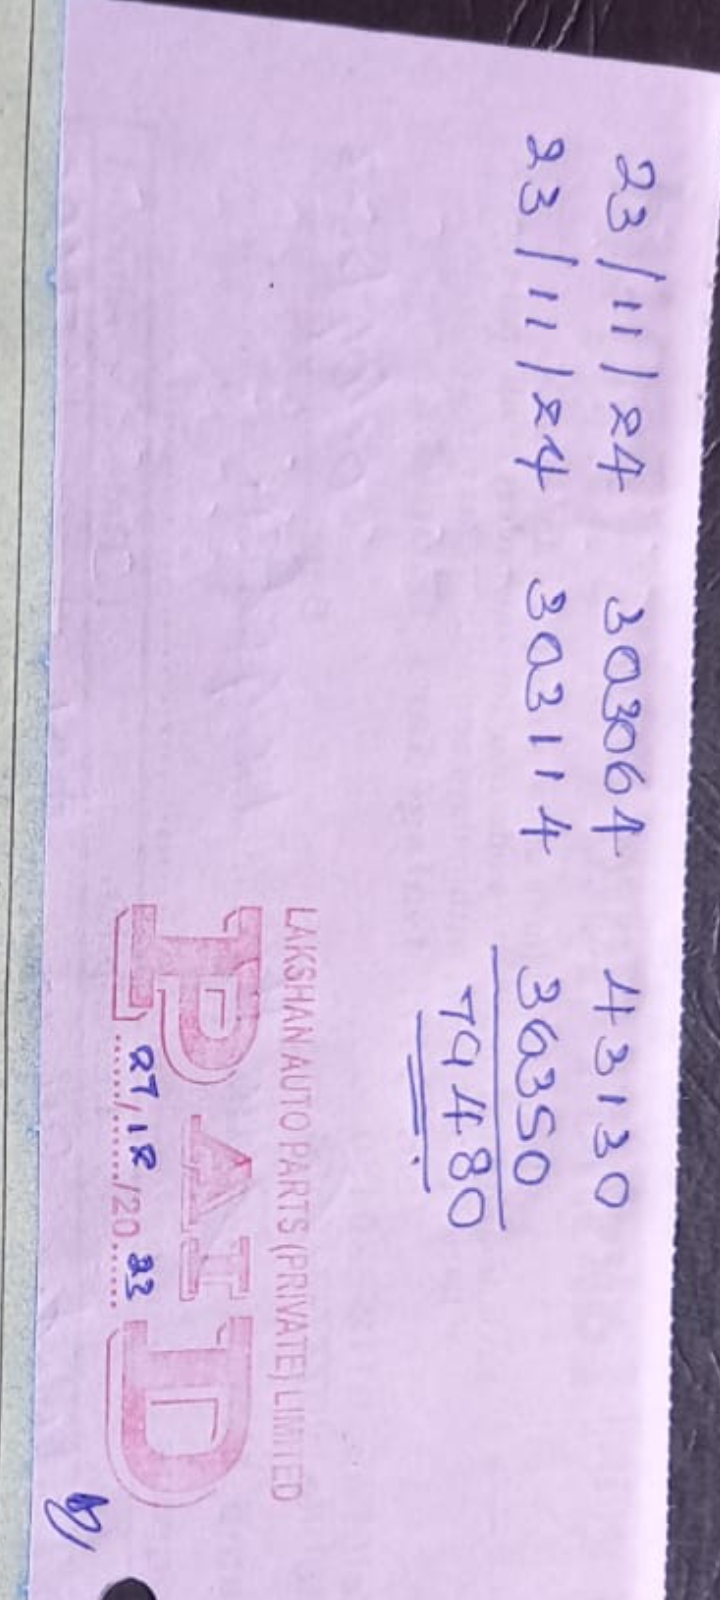 23/11/24 303064 43130
23/11/24 303114 36350
79480
LAKSHAN AUTO PARTS (PRIVATE) LIMITED
PAID
27/12/2023